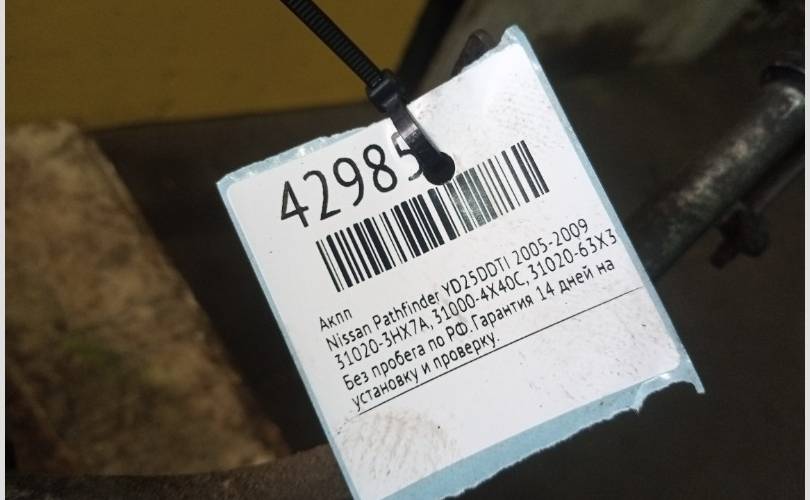 42985
Акпп
Nissan Pathfinder YD25DDTI 2005-2009
31020-3HX7A, 31000-4X40C, 31020-63X3
Без пробега по РФ.Гарантия 14 дней на
установку и проверку.